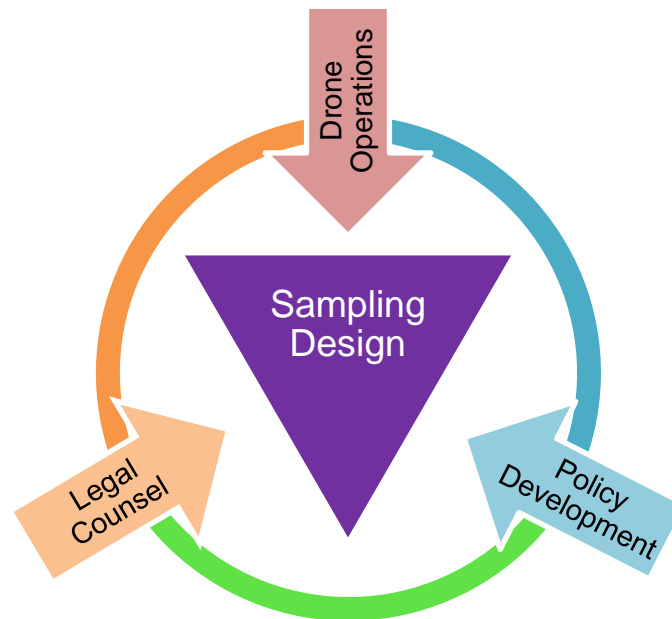 Drone
Operations
Sampling
Design
Legal
Counsel
Policy
Development